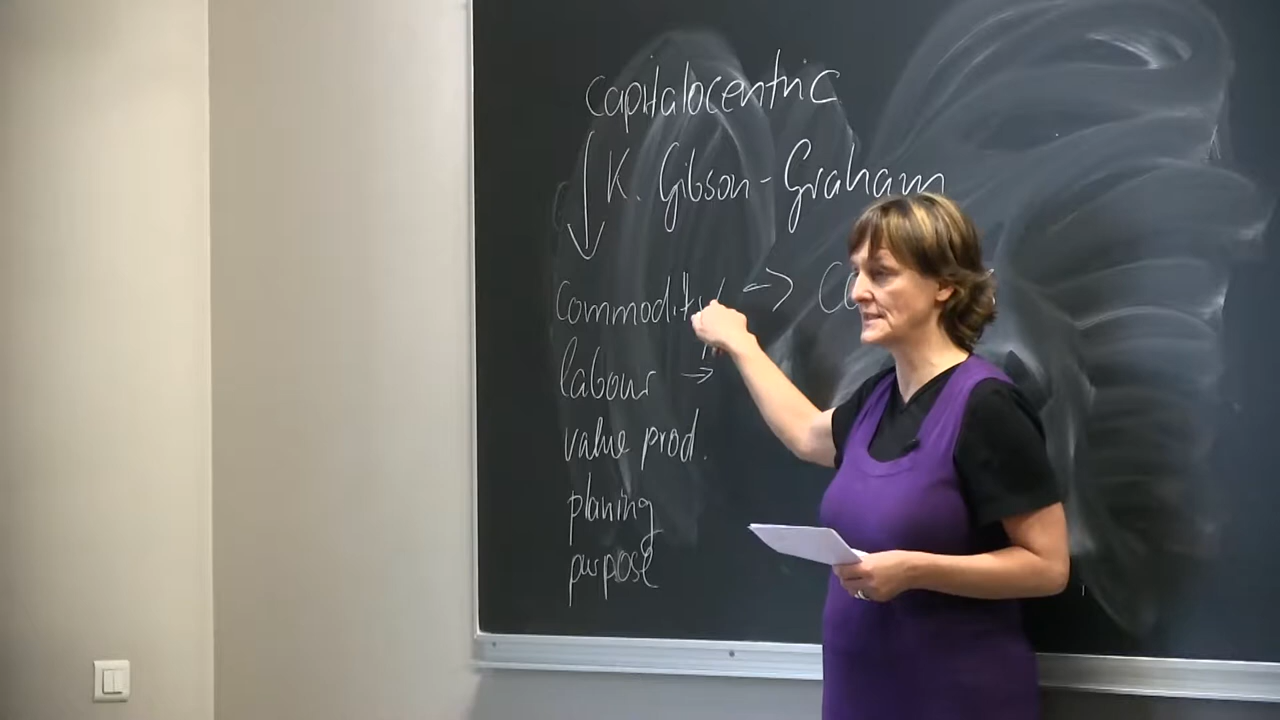 Capitalocentric
↓ K. Gibson-Graham
Commodity ->
labour →
value prod.
planing
purpose